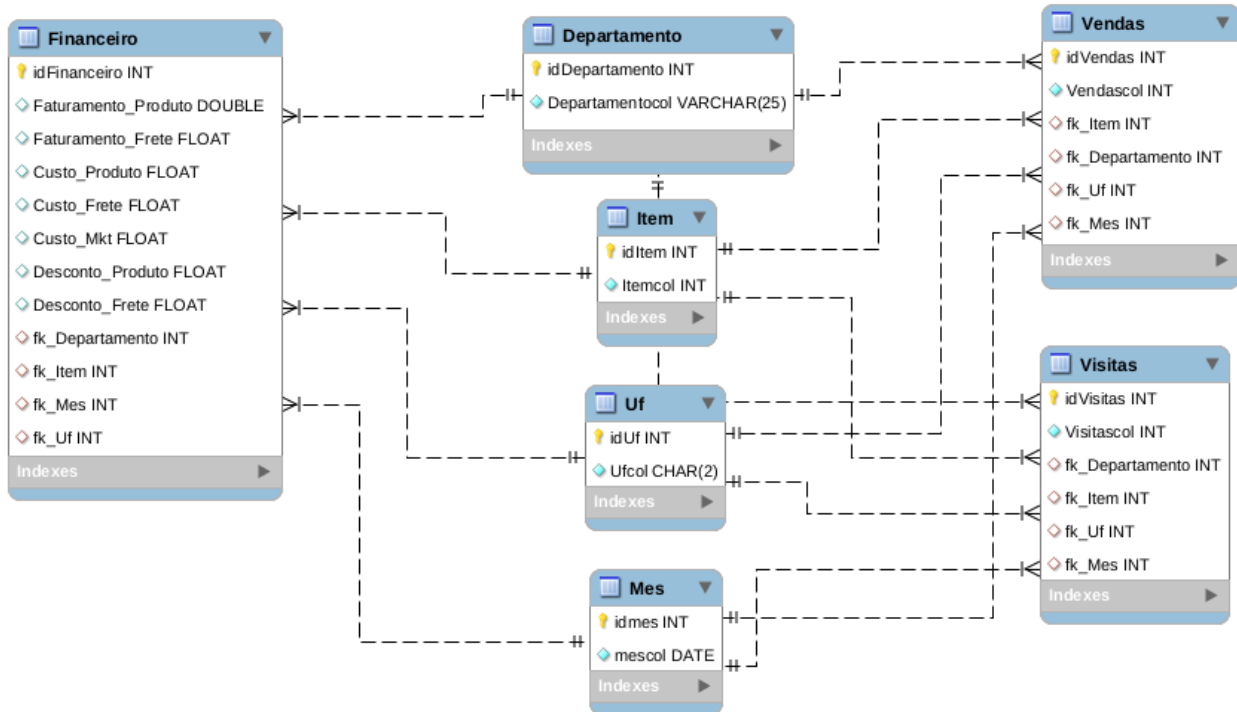 Financeiro
idFinanceiro INT
Faturamento_Produto DOUBLE
Faturamento_Frete FLOAT
Custo_Produto FLOAT
Custo_Frete FLOAT
Custo_Mkt FLOAT
Desconto_Produto FLOAT
Desconto_Frete FLOAT
fk_Departamento INT
fk_Item INT
fk_Mes INT
fk_Uf INT
Indexes
Departamento
idDepartamento INT
Departamentocol VARCHAR(25)
Indexes
Item
idItem INT
Itemcol INT
Indexes
Uf
idUf INT
Ufcol CHAR(2)
Indexes
Mes
idmes INT
mescol DATE
Indexes
Vendas
idVendas INT
Vendascol INT
fk_Item INT
fk_Departamento INT
fk_Uf INT
fk_Mes INT
Indexes
Visitas
idVisitas INT
Visitascol INT
fk_Departamento INT
fk_Item INT
fk_Uf INT
fk_Mes INT
Indexes